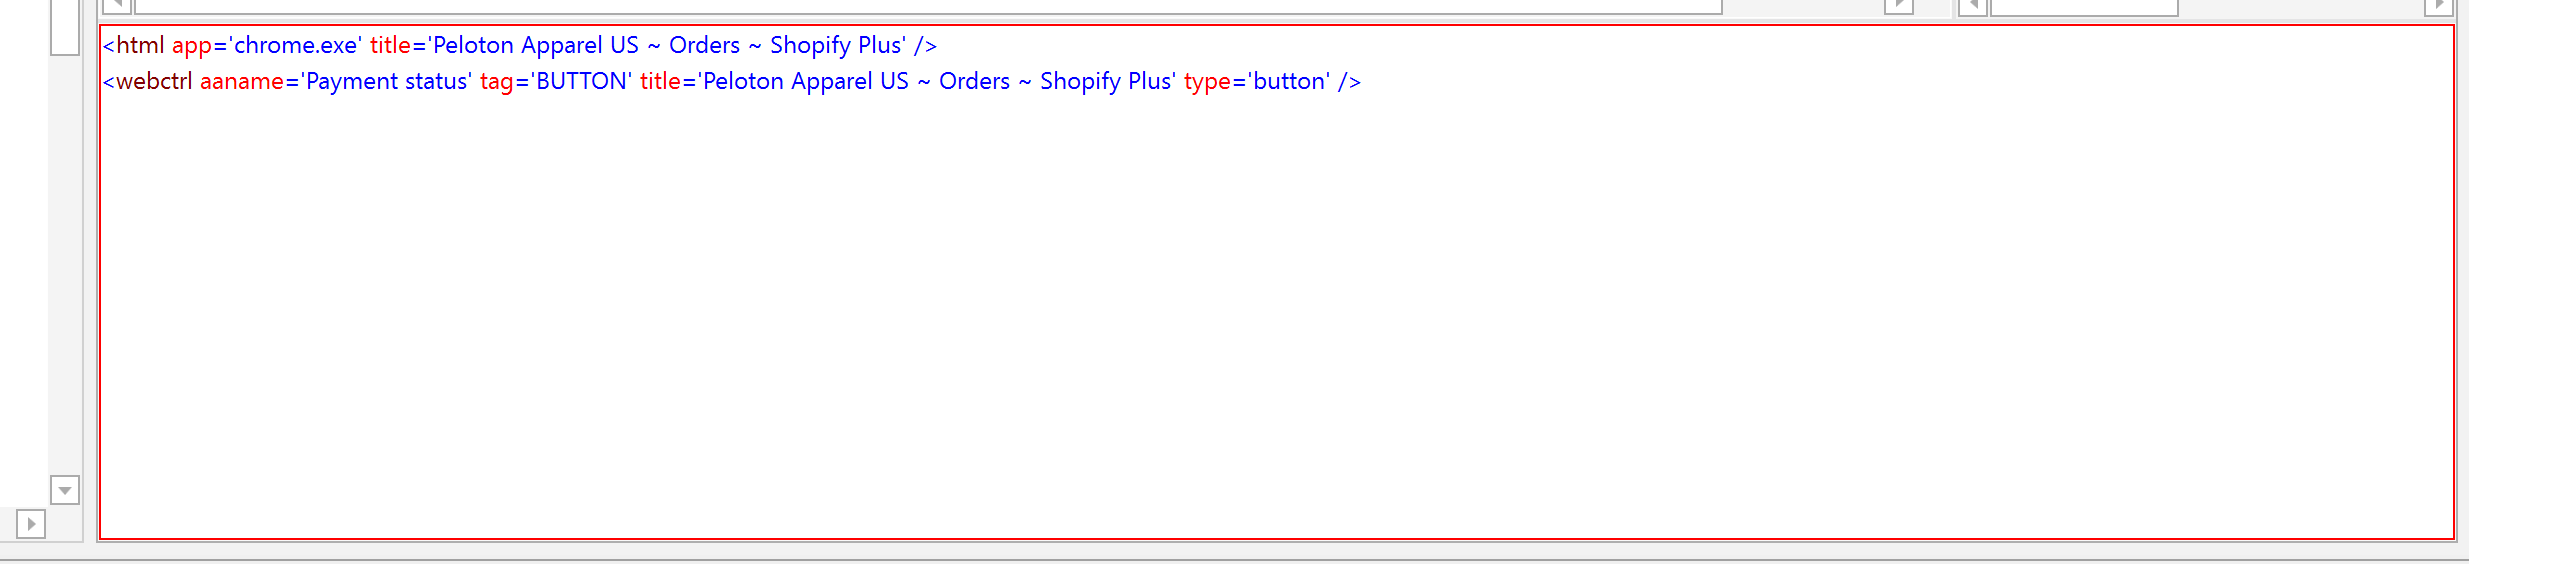 <html app='chrome.exe' title='Peloton Apparel US ~ Orders ~ Shopify Plus' />
<webctrl aaname='Payment status' tag='BUTTON' title='Peloton Apparel US ~ Orders ~ Shopify Plus' type='button' />